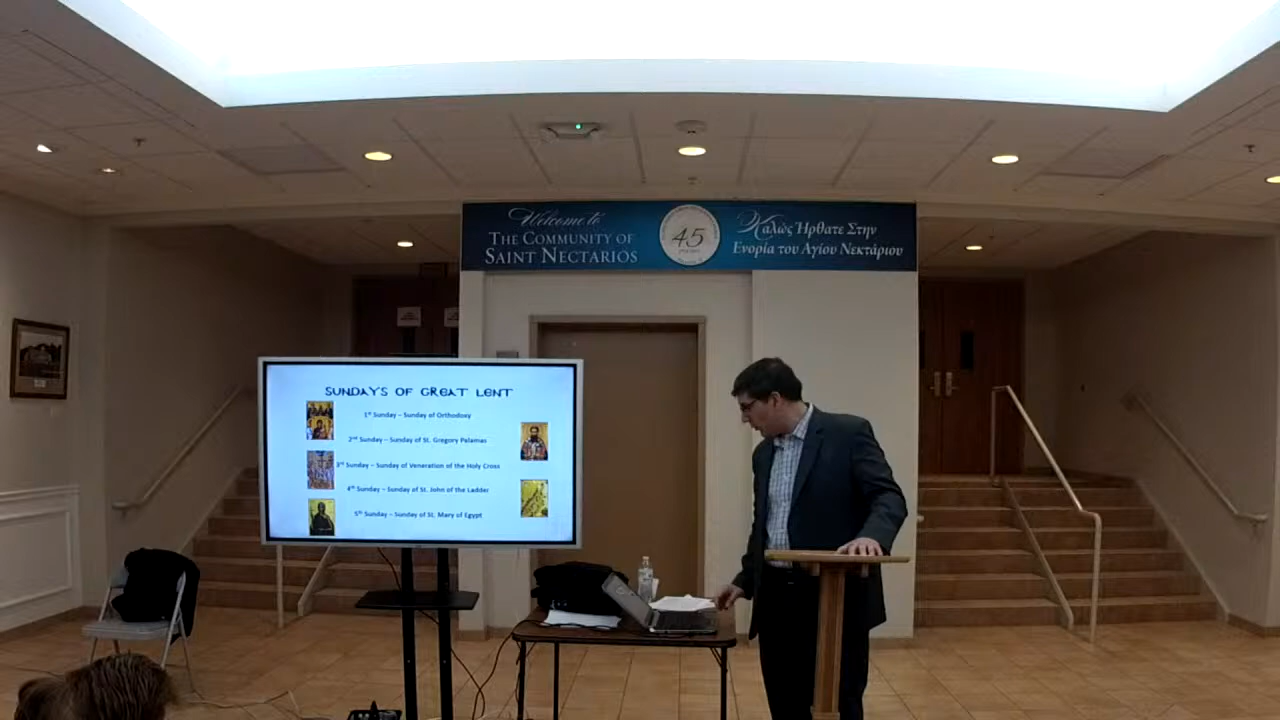 Welcome to
THE COMMUNITY OF
SAINT NECTARIOS
45
Καλώς Ήρθατε Στην
Ενορία του Αγίου Νεκτάριου
SUNDAYS OF GREAT LENT
1st Sunday – Sunday of Orthodoxy
2nd Sunday – Sunday of St. Gregory Palamas
3rd Sunday – Sunday of Veneration of the Holy Cross
4th Sunday – Sunday of St. John of the Ladder
5th Sunday – Sunday of St. Mary of Egypt